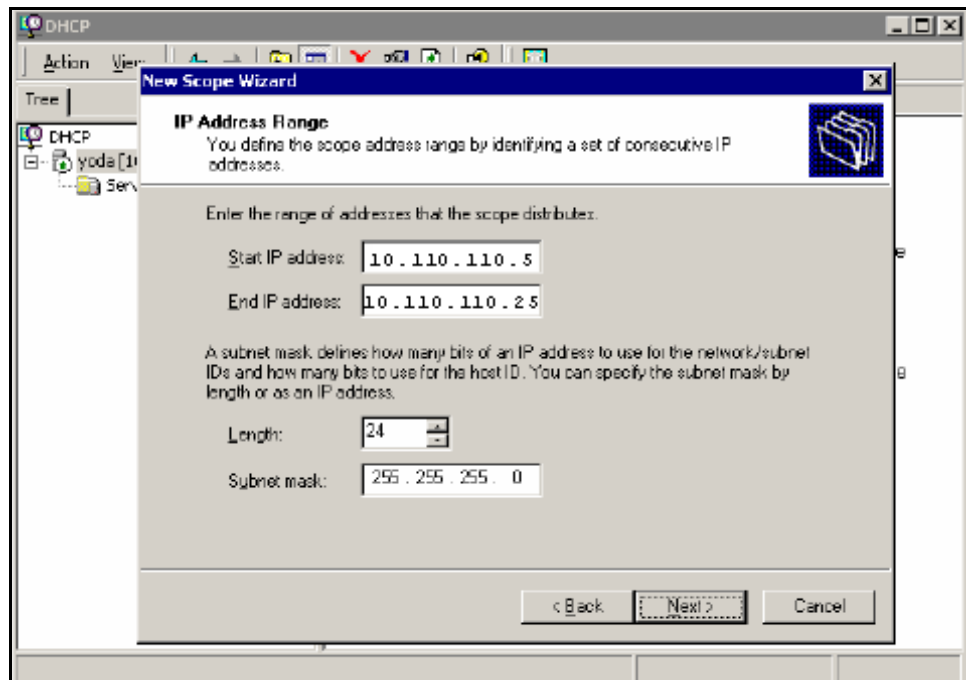 DHCP
Action View
New Scope Wizard
Tree
IP Address Range
You define the scope address range by identifying a set of consecutive IP
addresses.
DHCP
yoda [1
Serv
Enter the range of addresses that the scope distributes.
Start IP address: 10 . 110 . 110 . 5
End IP address: 10 . 110 . 110 . 25
A subnet mask defines how many bits of an IP address to use for the network/subnet
IDs and how many bits to use for the host ID. You can specify the subnet mask by
length or as an IP address.
Length: 24
Subnet mask: 255 . 255 . 255 . 0
< Back Next > Cancel